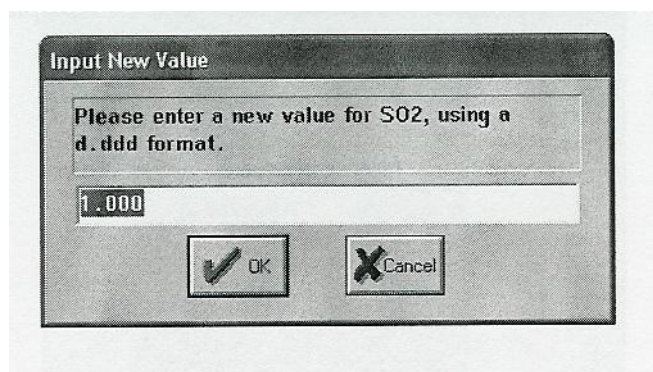 Input New Value
Please enter a new value for SO2, using a
d.ddd format.
1.000
OK
Cancel